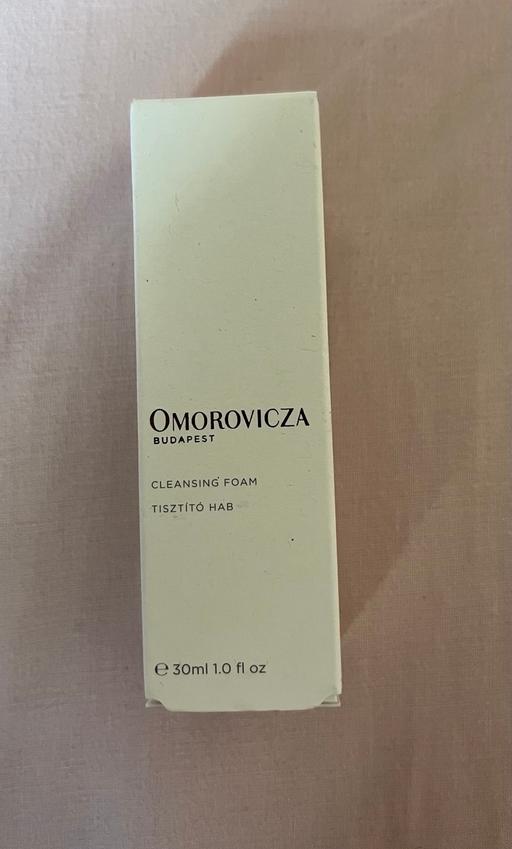 OMOROVICZA
BUDAPEST
CLEANSING FOAM
TISZTÍTÓ HAB
℮ 30ml 1.0 fl oz